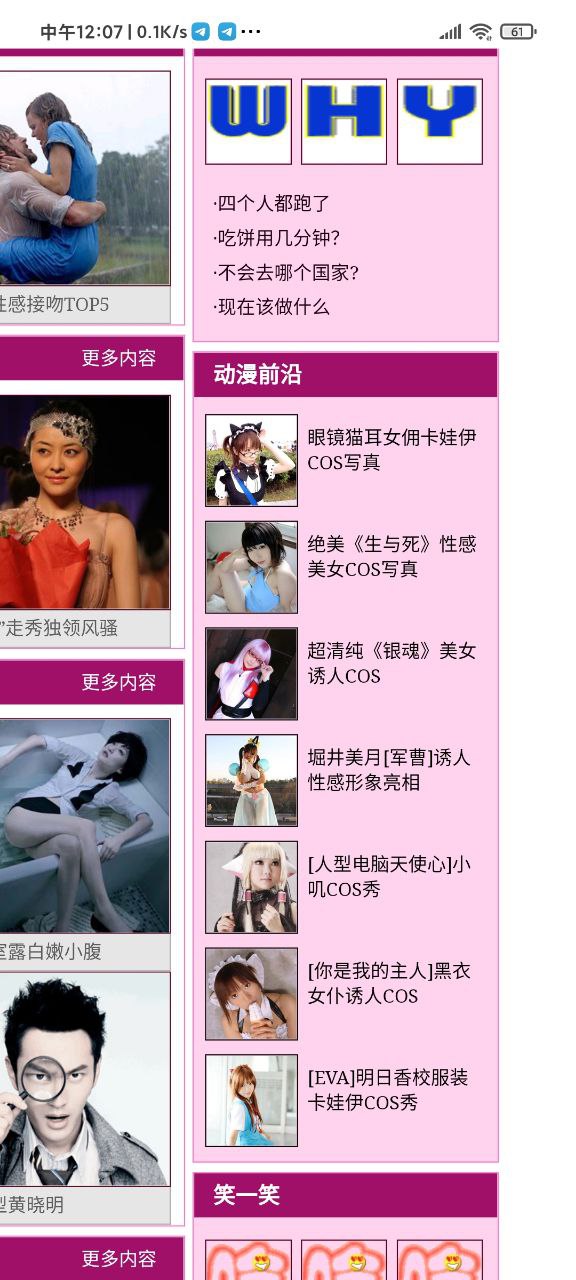 中午12:07 | 0.1K/s ···
61
WHY
·四个人都跑了
·吃饼用几分钟?
·不会去哪个国家?
·现在该做什么
性感接吻TOP5
更多内容
”走秀独领风骚
更多内容
室露白嫩小腹
型黄晓明
更多内容
动漫前沿
眼镜猫耳女佣卡娃伊
COS写真
绝美《生与死》性感
美女COS写真
超清纯《银魂》美女
诱人COS
堀井美月[军曹]诱人
性感形象亮相
[人型电脑天使心]小
叽COS秀
[你是我的主人]黑衣
女仆诱人COS
[EVA]明日香校服装
卡娃伊COS秀
笑一笑